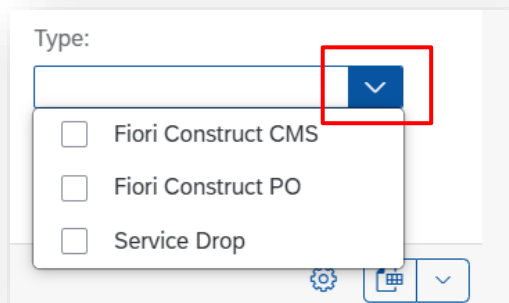 Type:
Fiori Construct CMS
Fiori Construct PO
Service Drop